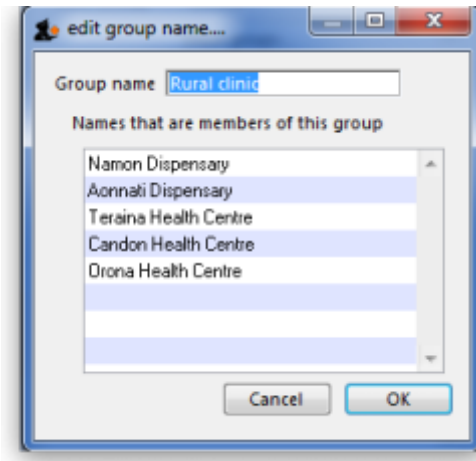 edit group name....
Group name Rural clinic
Names that are members of this group
Namon Dispensary
Aonnati Dispensary
Teraina Health Centre
Candon Health Centre
Orona Health Centre
Cancel OK